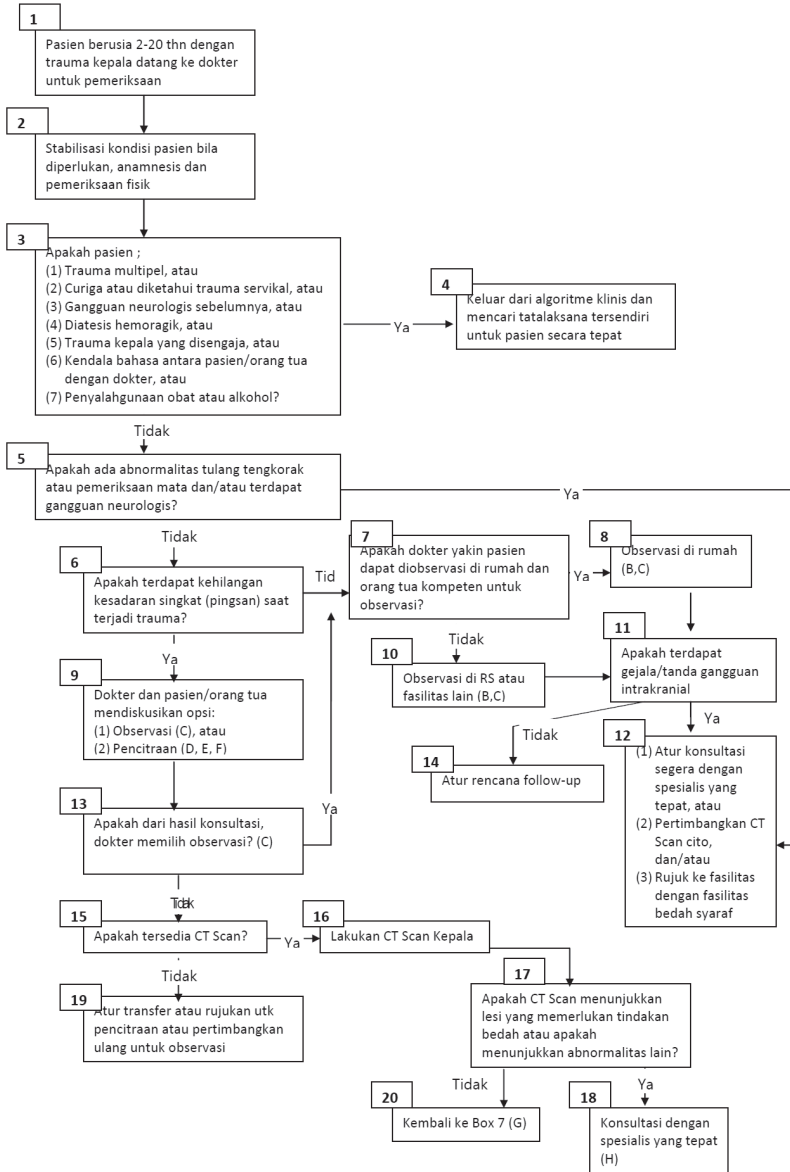 1
Pasien berusia 2-20 thn dengan
trauma kepala datang ke dokter
untuk pemeriksaan
2
Stabilisasi kondisi pasien bila
diperlukan, anamnesis dan
pemeriksaan fisik
3
Apakah pasien ;
(1) Trauma multipel, atau
(2) Curiga atau diketahui trauma servikal, atau
(3) Gangguan neurologis sebelumnya, atau
(4) Diatesis hemoragik, atau
(5) Trauma kepala yang disengaja, atau
(6) Kendala bahasa antara pasien/orang tua
dengan dokter, atau
(7) Penyalahgunaan obat atau alkohol?
Ya
4
Keluar dari algoritme klinis dan
mencari tatalaksana tersendiri
untuk pasien secara tepat
Tidak
5
Apakah ada abnormalitas tulang tengkorak
atau pemeriksaan mata dan/atau terdapat
gangguan neurologis?
Ya
Tidak
6
Apakah terdapat kehilangan
kesadaran singkat (pingsan) saat
terjadi trauma?
Tid
7
Apakah dokter yakin pasien
dapat diobservasi di rumah dan
orang tua kompeten untuk
observasi?
Ya
8
Observasi di rumah
(B,C)
Ya
9
Dokter dan pasien/orang tua
mendiskusikan opsi:
(1) Observasi (C), atau
(2) Pencitraan (D, E, F)
Tidak
10
Observasi di RS atau
fasilitas lain (B,C)
11
Apakah terdapat
gejala/tanda gangguan
intrakranial
Ya
12
(1) Atur konsultasi
segera dengan
spesialis yang
tepat, atau
(2) Pertimbangkan CT
Scan cito,
dan/atau
(3) Rujuk ke fasilitas
dengan fasilitas
bedah syaraf
Tidak
14
Atur rencana follow-up
13
Apakah dari hasil konsultasi,
dokter memilih observasi? (C)
Ya
Tidak
15
Apakah tersedia CT Scan?
Ya
16
Lakukan CT Scan Kepala
Tidak
19
Atur transfer atau rujukan utk
pencitraan atau pertimbangkan
ulang untuk observasi
17
Apakah CT Scan menunjukkan
lesi yang memerlukan tindakan
bedah atau apakah
menunjukkan abnormalitas lain?
Tidak
20
Kembali ke Box 7 (G)
Ya
18
Konsultasi dengan
spesialis yang tepat
(H)